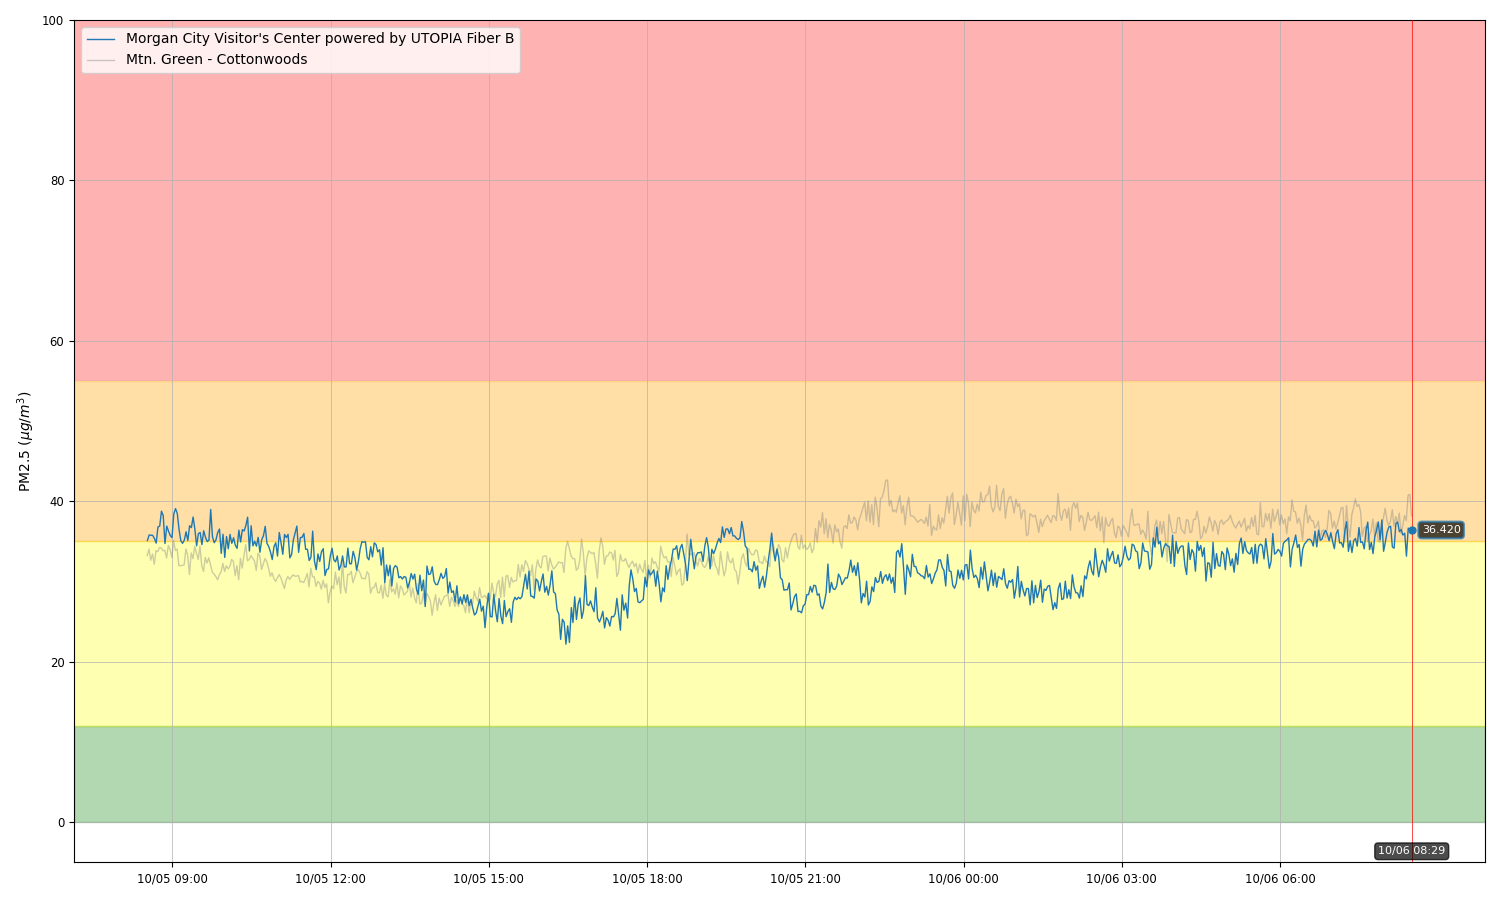 100
Morgan City Visitor's Center powered by UTOPIA Fiber B
Mtn. Green - Cottonwoods
80
60
PM2.5 (μg/m³)
40
36.420
20
0
10/06 08:29
10/05 09:00 10/05 12:00 10/05 15:00 10/05 18:00 10/05 21:00 10/06 00:00 10/06 03:00 10/06 06:00